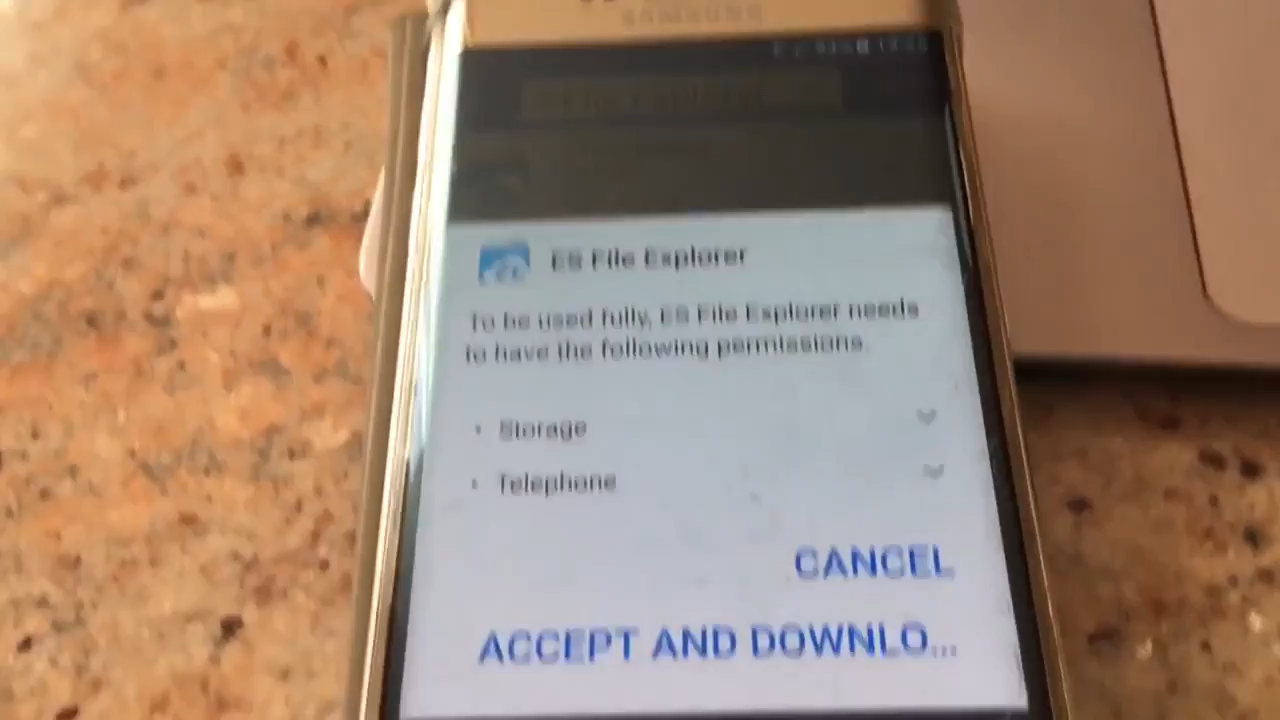 SAMSUNG
ES File Explorer
To be used fully, ES File Explorer needs
to have the following permissions.
• Storage
• Telephone
CANCEL
ACCEPT AND DOWNLO...